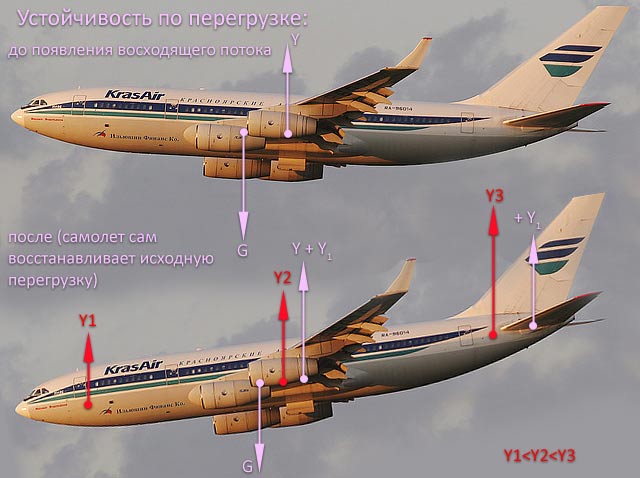 Устойчивость по перегрузке:
до появления восходящего потока
Y
KrasAir
КРАСНОЯРСКИЕ
RA-96014
Ильюшин Финанс Ко.
G
после (самолет сам
восстанавливает исходную
перегрузку)
Y1
Y2
Y + Y1
Y3
+ Y1
KrasAir
КРАСНОЯРСКИЕ
RA-96014
Ильюшин Финанс Ко.
G
Y1<Y2<Y3